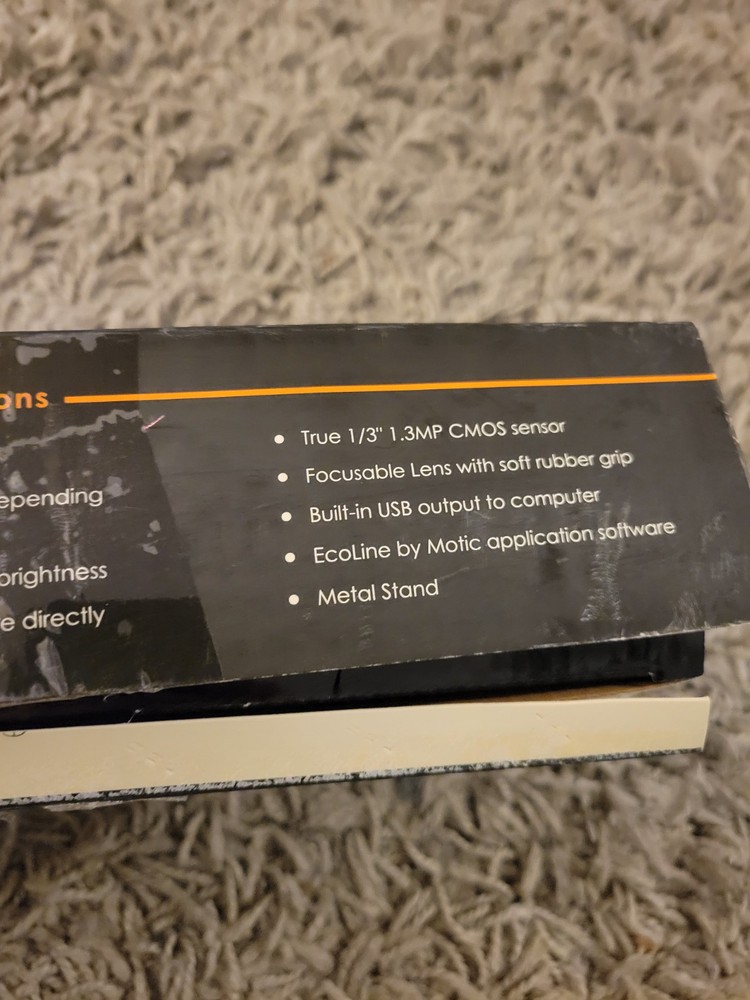 ons
epending
brightness
e directly
• True 1/3" 1.3MP CMOS sensor
• Focusable Lens with soft rubber grip
• Built-in USB output to computer
• EcoLine by Motic application software
• Metal Stand